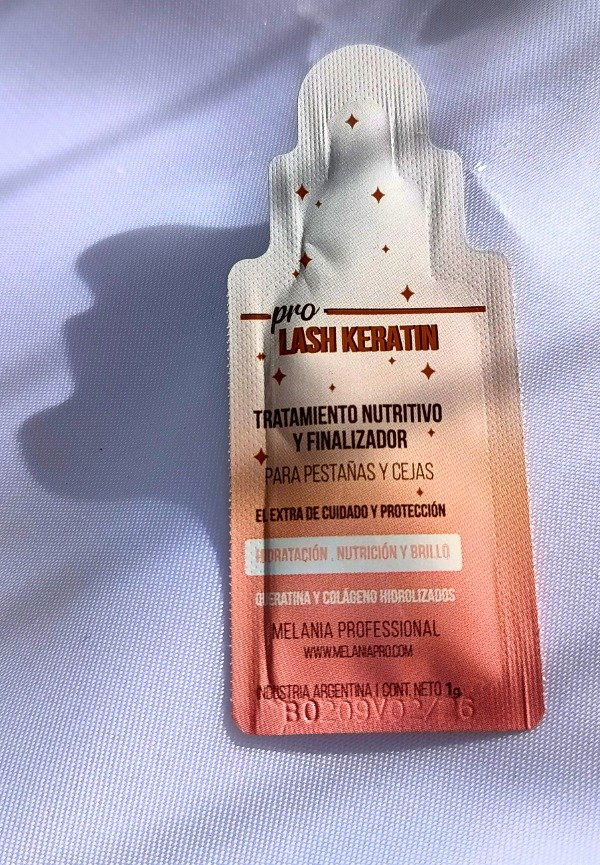 pro
LASH KERATIN
TRATAMIENTO NUTRITIVO
Y FINALIZADOR
PARA PESTAÑAS Y CEJAS
EL EXTRA DE CUIDADO Y PROTECCIÓN
HIDRATACIÓN, NUTRICIÓN Y BRILLO
QUERATINA Y COLÁGENO HIDROLIZADOS
MELANIA PROFESSIONAL
WWW.MELANIAPRO.COM
INDUSTRIA ARGENTINA | CONT. NETO 1g.